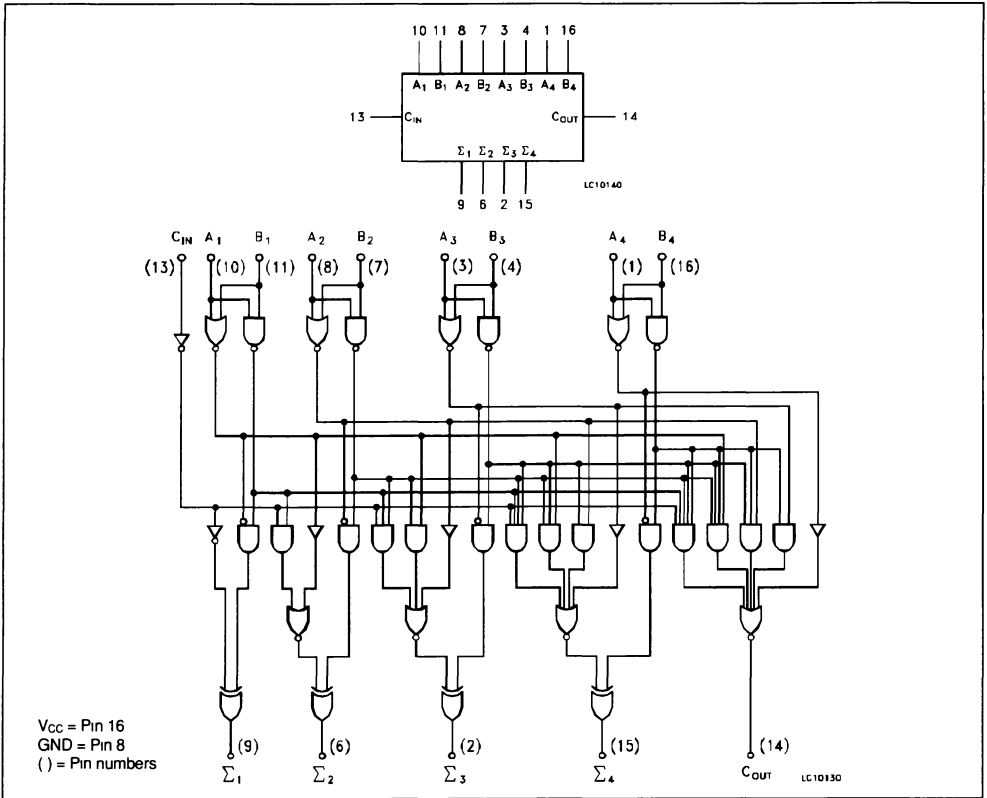 10 11 8 7 3 4 1 16
A1 B1 A2 B2 A3 B3 A4 B4
13 CIN COUT 14
Σ1 Σ2 Σ3 Σ4
LC10140
9 6 2 15
CIN A1 B1 A2 B2 A3 B3 A4 B4
(13) (10) (11) (8) (7) (3) (4) (1) (16)
VCC = Pin 16
GND = Pin 8
( ) = Pin numbers
(9) (6) (2) (15) (14)
Σ1 Σ2 Σ3 Σ4 COUT LC10130